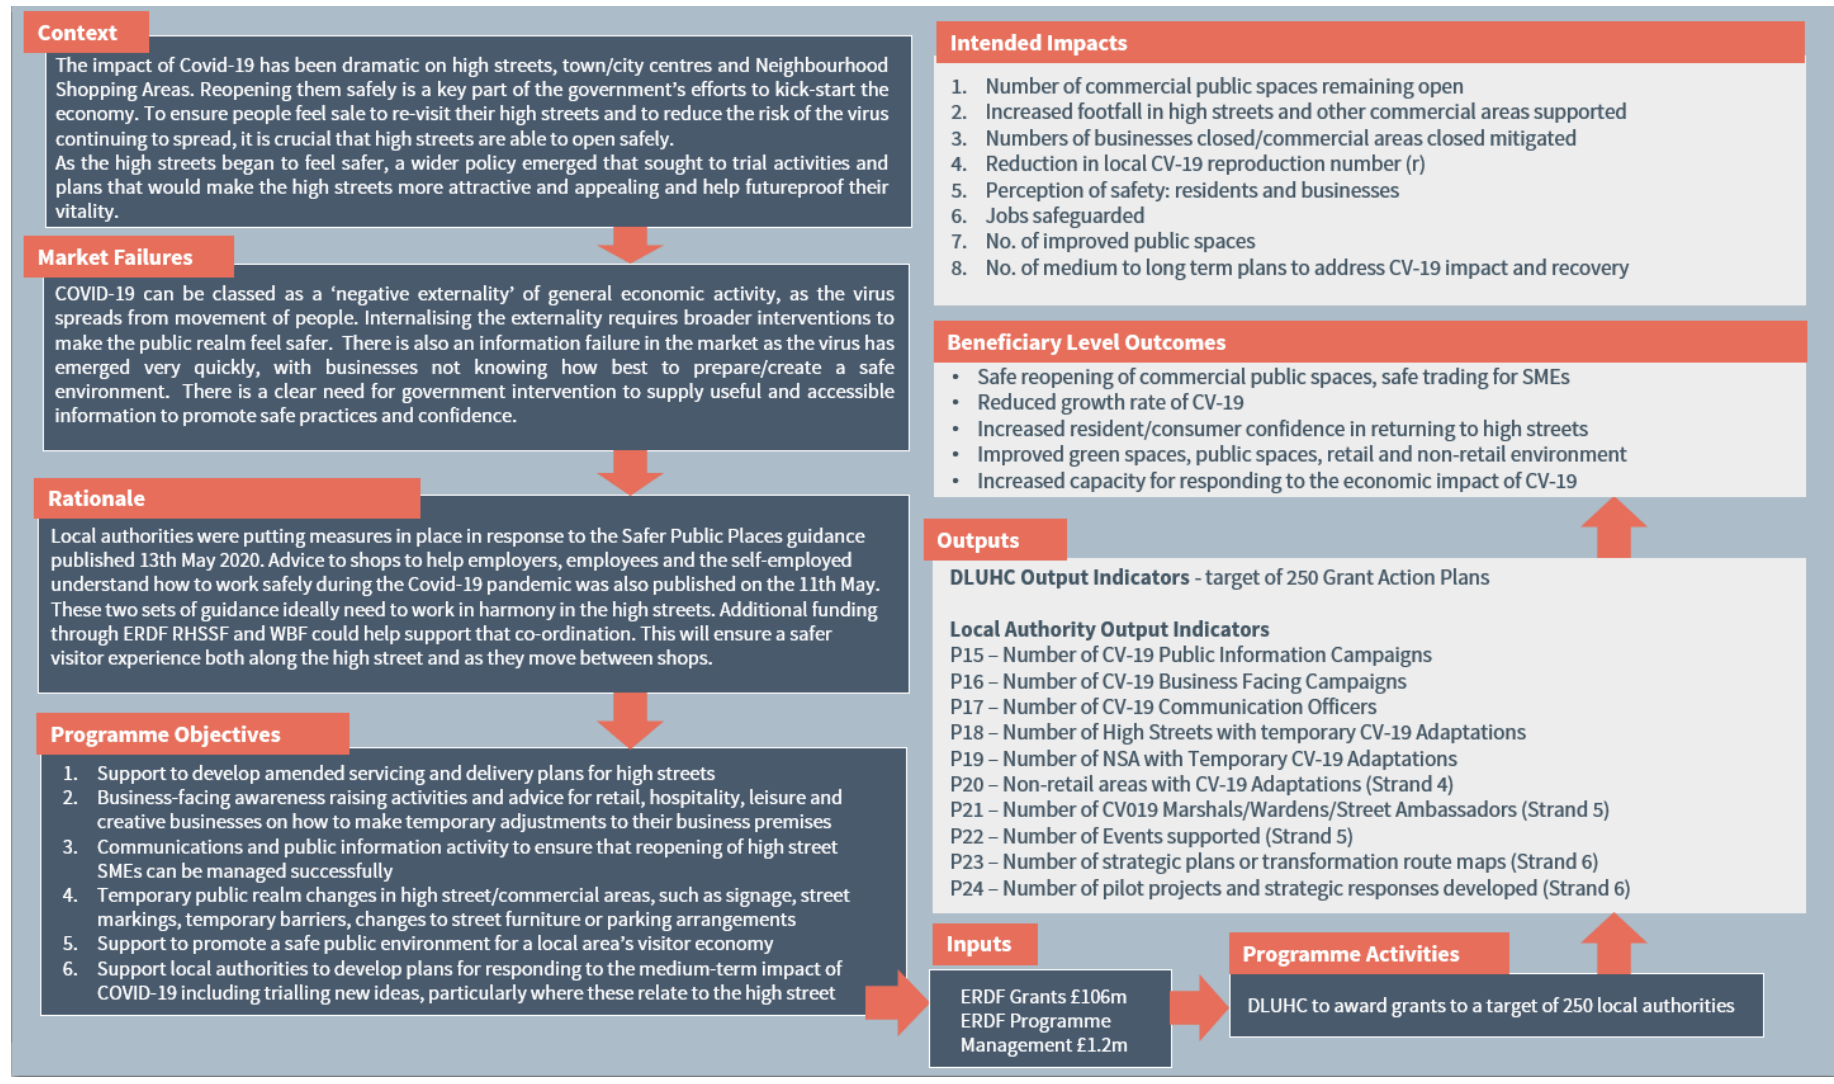 Context
The impact of Covid-19 has been dramatic on high streets, town/city centres and Neighbourhood
Shopping Areas. Reopening them safely is a key part of the government's efforts to kick-start the
economy. To ensure people feel sale to re-visit their high streets and to reduce the risk of the virus
continuing to spread, it is crucial that high streets are able to open safely.
As the high streets began to feel safer, a wider policy emerged that sought to trial activities and
plans that would make the high streets more attractive and appealing and help futureproof their
vitality.
Market Failures
COVID-19 can be classed as a ‘negative externality’ of general economic activity, as the virus
spreads from movement of people. Internalising the externality requires broader interventions to
make the public realm feel safer. There is also an information failure in the market as the virus has
emerged very quickly, with businesses not knowing how best to prepare/create a safe
environment. There is a clear need for government intervention to supply useful and accessible
information to promote safe practices and confidence.
Rationale
Local authorities were putting measures in place in response to the Safer Public Places guidance
published 13th May 2020. Advice to shops to help employers, employees and the self-employed
understand how to work safely during the Covid-19 pandemic was also published on the 11th May.
These two sets of guidance ideally need to work in harmony in the high streets. Additional funding
through ERDF RHSSF and WBF could help support that co-ordination. This will ensure a safer
visitor experience both along the high street and as they move between shops.
Programme Objectives
1. Support to develop amended servicing and delivery plans for high streets
2. Business-facing awareness raising activities and advice for retail, hospitality, leisure and
creative businesses on how to make temporary adjustments to their business premises
3. Communications and public information activity to ensure that reopening of high street
SMEs can be managed successfully
4. Temporary public realm changes in high street/commercial areas, such as signage, street
markings, temporary barriers, changes to street furniture or parking arrangements
5. Support to promote a safe public environment for a local area's visitor economy
6. Support local authorities to develop plans for responding to the medium-term impact of
COVID-19 including trialling new ideas, particularly where these relate to the high street
Inputs
ERDF Grants £106m
ERDF Programme
Management £1.2m
Programme Activities
DLUHC to award grants to a target of 250 local authorities
Outputs
DLUHC Output Indicators - target of 250 Grant Action Plans
Local Authority Output Indicators
P15 – Number of CV-19 Public Information Campaigns
P16 – Number of CV-19 Business Facing Campaigns
P17 – Number of CV-19 Communication Officers
P18 – Number of High Streets with temporary CV-19 Adaptations
P19 – Number of NSA with Temporary CV-19 Adaptations
P20 – Non-retail areas with CV-19 Adaptations (Strand 4)
P21 – Number of CV019 Marshals/Wardens/Street Ambassadors (Strand 5)
P22 – Number of Events supported (Strand 5)
P23 – Number of strategic plans or transformation route maps (Strand 6)
P24 – Number of pilot projects and strategic responses developed (Strand 6)
Beneficiary Level Outcomes
• Safe reopening of commercial public spaces, safe trading for SMEs
• Reduced growth rate of CV-19
• Increased resident/consumer confidence in returning to high streets
• Improved green spaces, public spaces, retail and non-retail environment
• Increased capacity for responding to the economic impact of CV-19
Intended Impacts
1. Number of commercial public spaces remaining open
2. Increased footfall in high streets and other commercial areas supported
3. Numbers of businesses closed/commercial areas closed mitigated
4. Reduction in local CV-19 reproduction number (r)
5. Perception of safety: residents and businesses
6. Jobs safeguarded
7. No. of improved public spaces
8. No. of medium to long term plans to address CV-19 impact and recovery